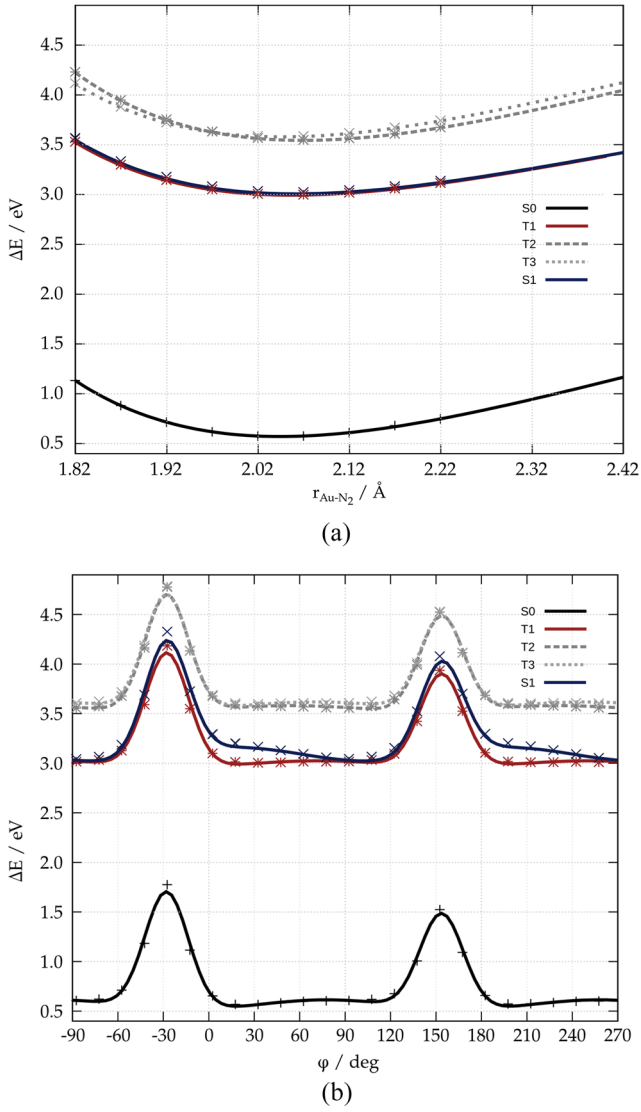 4.5
4.0
3.5
3.0
2.5
2.0
1.5
1.0
0.5
ΔE / eV
S0
T1
T2
T3
S1
1.82 1.92 2.02 2.12 2.22 2.32 2.42
r_Au-N₂ / Å
(a)
4.5
4.0
3.5
3.0
2.5
2.0
1.5
1.0
0.5
ΔE / eV
S0
T1
T2
T3
S1
-90 -60 -30 0 30 60 90 120 150 180 210 240 270
φ / deg
(b)